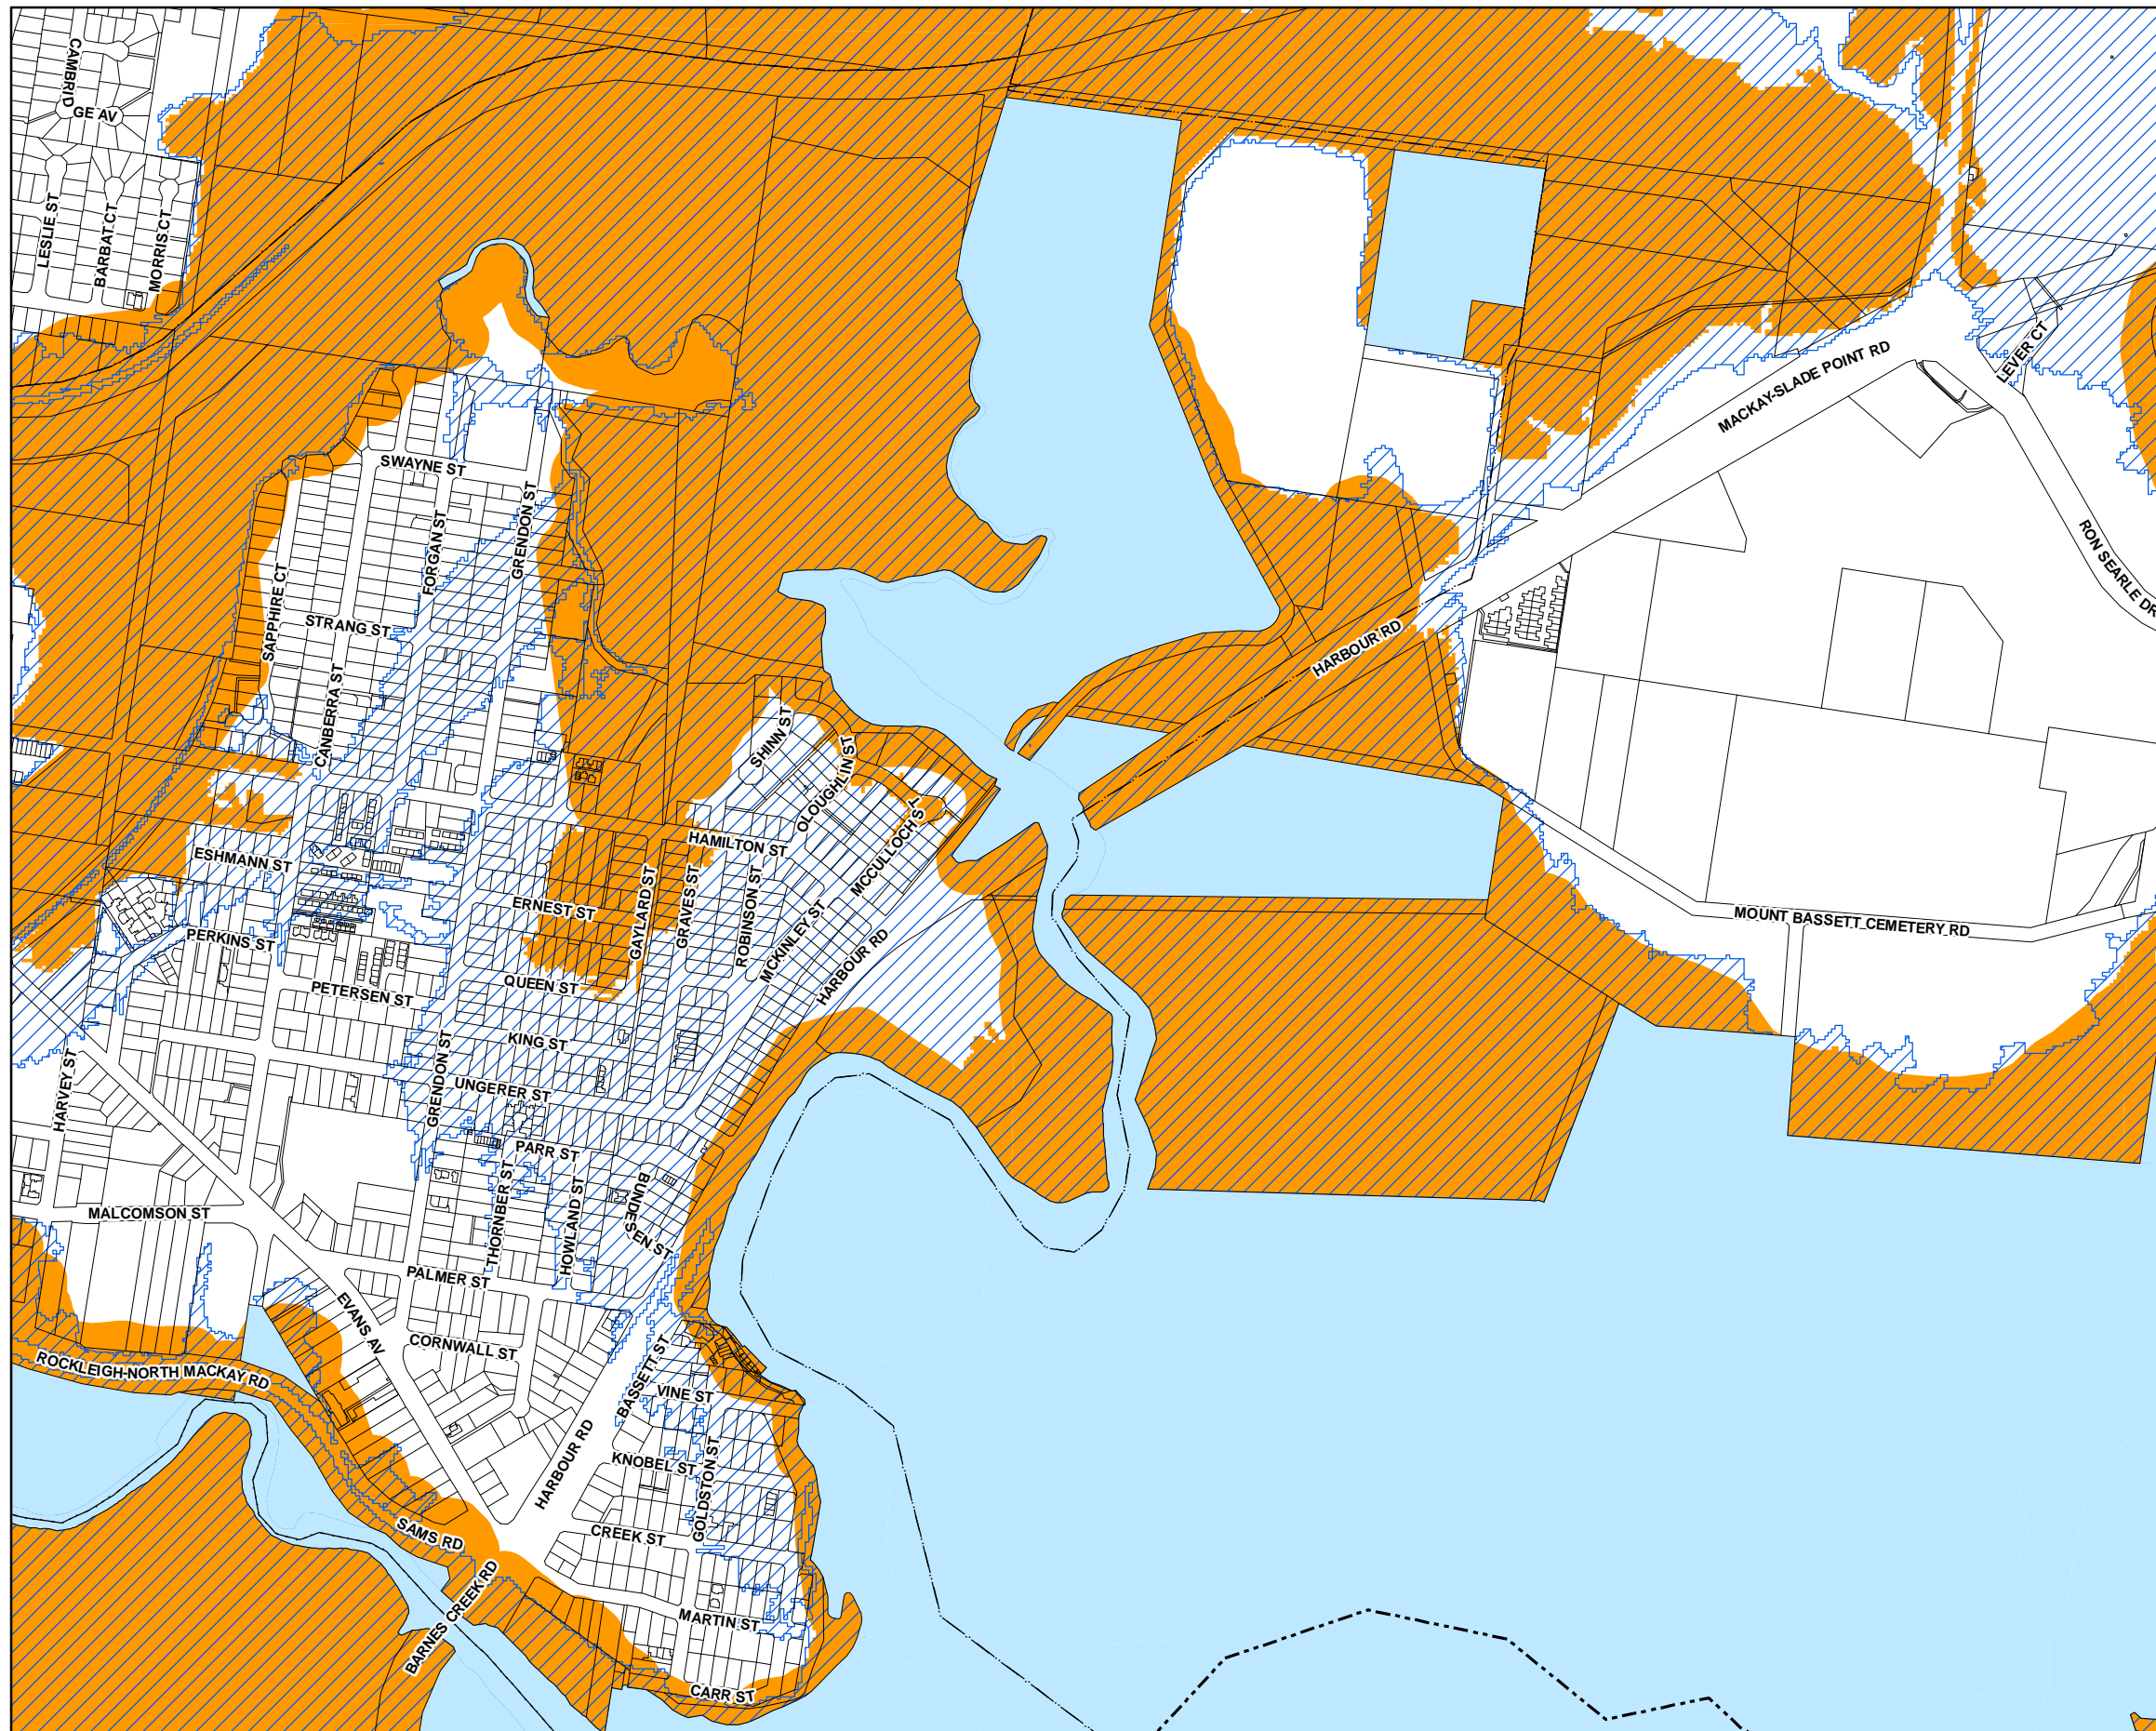 CAMBRID
GE AV
LESLIE ST
BARBAT CT
MORRIS CT
LEVER CT
MACKAY-SLADE POINT RD
SWAYNE ST
FORGAN ST
GRENDON ST
RON SEARLE DR
SAPPHIRE CT
STRANG ST
HARBOUR RD
CANBERRA ST
SHINN ST
OLOUGHLIN ST
MCCULLOCH ST
HAMILTON ST
ESHMANN ST
GAYLARD ST
GRAVES ST
ROBINSON ST
ERNEST ST
MCKINLEY ST
HARBOUR RD
MOUNT BASSETT CEMETERY RD
PERKINS ST
QUEEN ST
PETERSEN ST
KING ST
HARVEY ST
GRENDON ST
UNGERER ST
PARR ST
THORNBER ST
HOWLAND ST
BUNDES
EN ST
MALCOMSON ST
PALMER ST
EVANS AV
CORNWALL ST
ROCKLEIGH-NORTH MACKAY RD
BASSETT ST
VINE ST
HARBOUR RD
KNOBEL ST
GOLDSTON ST
SAMS RD
CREEK ST
BARNES CREEK RD
MARTIN ST
CARR ST